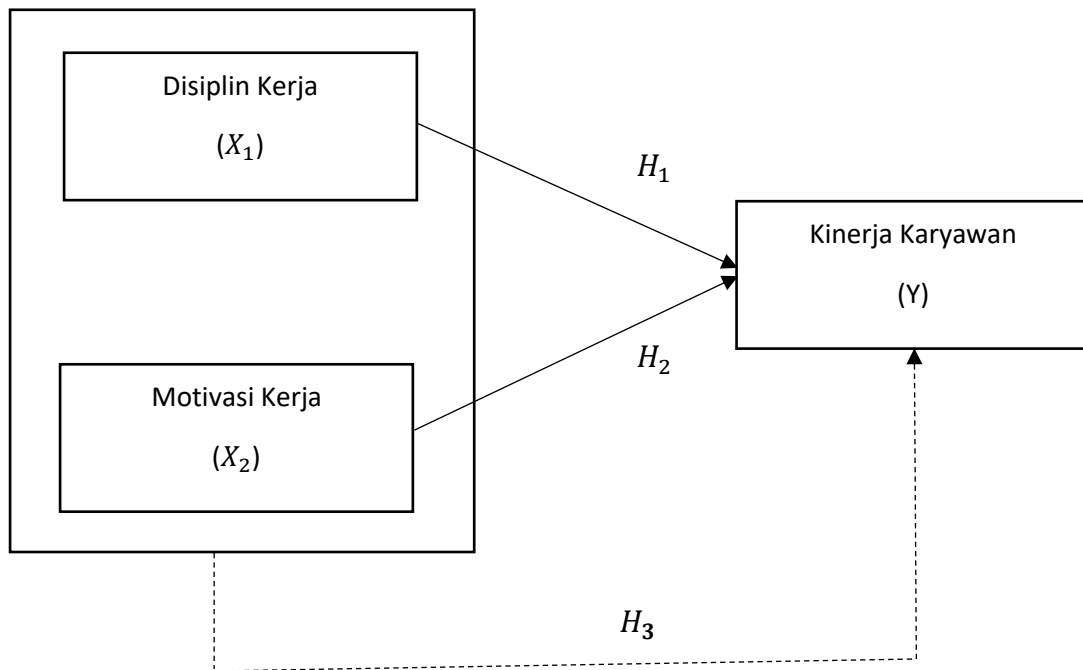 Disiplin Kerja
(𝑋₁)
𝐻₁
Kinerja Karyawan
(Y)
𝐻₂
Motivasi Kerja
(𝑋₂)
𝐻₃